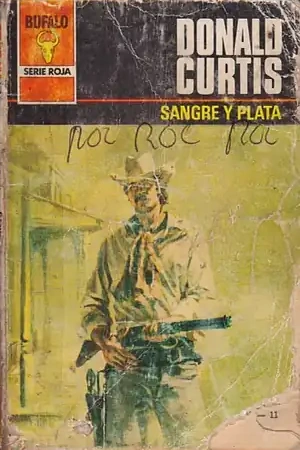 BUFALO
SERIE ROJA
DONALD
CURTIS
SANGRE Y PLATA
— 11